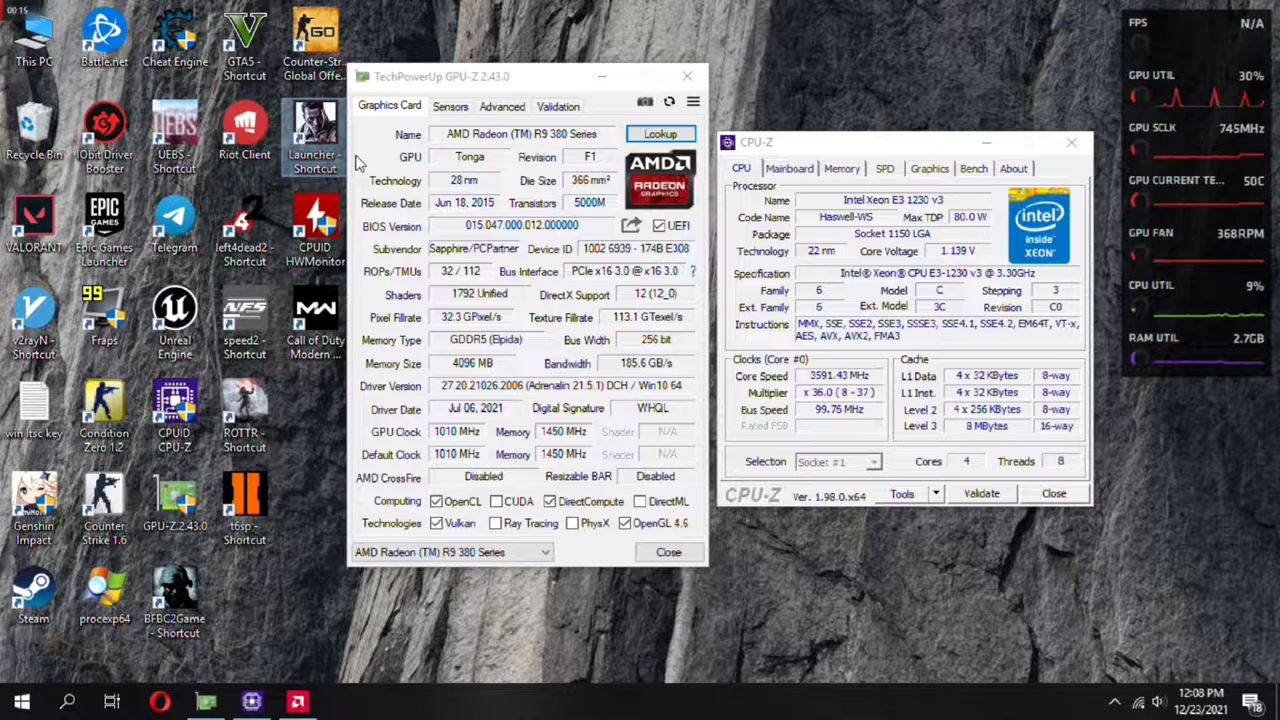 00:15
This PC
Battle.net
Cheat Engine
GTA5 -
Shortcut
Counter-Str...
Global Offe...
Recycle Bin
IObit Driver
Booster
UEBS -
Shortcut
Riot Client
Launcher -
Shortcut
VALORANT
Epic Games
Launcher
Telegram
left4dead2 -
Shortcut
CPUID
HWMonitor
v2rayN -
Shortcut
99
Fraps
Unreal
Engine
speed2 -
Shortcut
Call of Duty
Modern ...
win ltsc key
Condition
Zero 1.2
CPUID
CPU-Z
ROTTR -
Shortcut
Genshin
Impact
Counter
Strike 1.6
GPU-Z.2.43.0
t6sp -
Shortcut
Steam
procexp64
BFBC2Game
- Shortcut
TechPowerUp GPU-Z 2.43.0
Graphics Card Sensors Advanced Validation
Name AMD Radeon (TM) R9 380 Series Lookup
GPU Tonga Revision F1
Technology 28 nm Die Size 366 mm²
Release Date Jun 18, 2015 Transistors 5000M
BIOS Version 015.047.000.012.000000 UEFI
Subvendor Sapphire/PCPartner Device ID 1002 6939 - 174B E308
ROPs/TMUs 32 / 112 Bus Interface PCIe x16 3.0 @ x16 3.0 ?
Shaders 1792 Unified DirectX Support 12 (12_0)
Pixel Fillrate 32.3 GPixel/s Texture Fillrate 113.1 GTexel/s
Memory Type GDDR5 (Elpida) Bus Width 256 bit
Memory Size 4096 MB Bandwidth 185.6 GB/s
Driver Version 27.20.21026.2006 (Adrenalin 21.5.1) DCH / Win10 64
Driver Date Jul 06, 2021 Digital Signature WHQL
GPU Clock 1010 MHz Memory 1450 MHz Shader N/A
Default Clock 1010 MHz Memory 1450 MHz Shader N/A
AMD CrossFire Disabled Resizable BAR Disabled
Computing OpenCL CUDA DirectCompute DirectML
Technologies Vulkan Ray Tracing PhysX OpenGL 4.6
AMD Radeon (TM) R9 380 Series Close
AMD
RADEON
GRAPHICS
CPU-Z
CPU Mainboard Memory SPD Graphics Bench About
Processor
Name Intel Xeon E3 1230 v3
Code Name Haswell-WS Max TDP 80.0 W
Package Socket 1150 LGA
Technology 22 nm Core Voltage 1.139 V
intel
inside™
XEON®
Specification Intel® Xeon® CPU E3-1230 v3 @ 3.30GHz
Family 6 Model C Stepping 3
Ext. Family 6 Ext. Model 3C Revision C0
Instructions MMX, SSE, SSE2, SSE3, SSSE3, SSE4.1, SSE4.2, EM64T, VT-x,
AES, AVX, AVX2, FMA3
Clocks (Core #0) Cache
Core Speed 3591.43 MHz L1 Data 4 x 32 KBytes 8-way
Multiplier x 36.0 ( 8 - 37 ) L1 Inst. 4 x 32 KBytes 8-way
Bus Speed 99.76 MHz Level 2 4 x 256 KBytes 8-way
Rated FSB Level 3 8 MBytes 16-way
Selection Socket #1 Cores 4 Threads 8
CPU-Z Ver. 1.98.0.x64 Tools Validate Close
FPS N/A
GPU UTIL 30%
GPU SCLK 745MHz
GPU CURRENT TE... 50C
GPU FAN 368RPM
CPU UTIL 9%
RAM UTIL 2.7GB
12:08 PM
12/23/2021
18